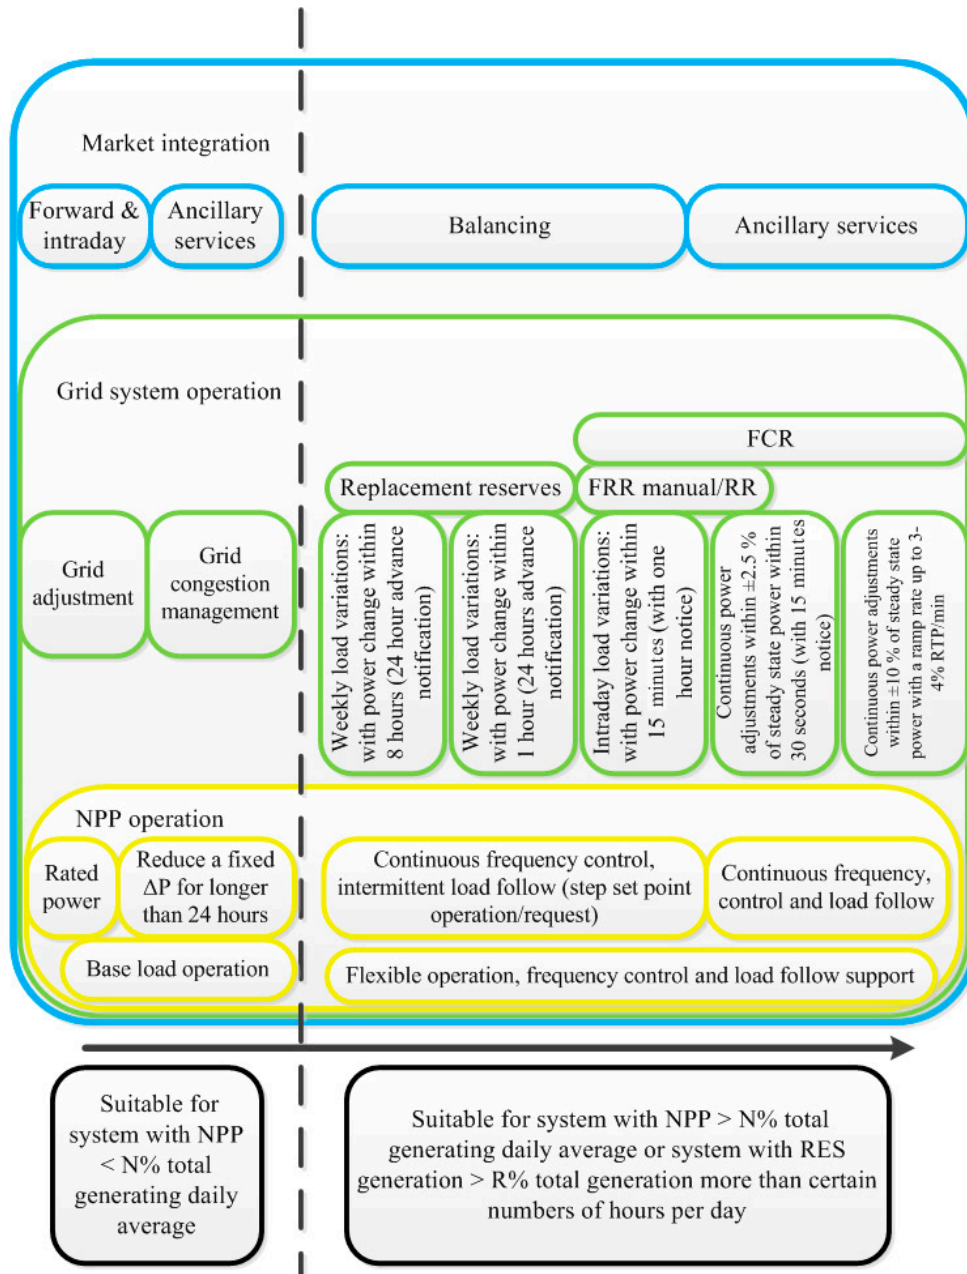 Market integration
Forward &
intraday
Ancillary
services
Balancing
Ancillary services
Grid system operation
FCR
Replacement reserves
FRR manual/RR
Grid
adjustment
Grid
congestion
management
Weekly load variations:
with power change within
8 hours (24 hour advance
notification)
Weekly load variations:
with power change within
1 hour (24 hours advance
notification)
Intraday load variations:
with power change within
15 minutes (with one
hour notice)
Continuous power
adjustments within ±2.5 %
of steady state power within
30 seconds (with 15 minutes
notice)
Continuous power adjustments
within ±10 % of steady state
power with a ramp rate up to 3-
4% RTP/min
NPP operation
Rated
power
Reduce a fixed
ΔP for longer
than 24 hours
Continuous frequency control,
intermittent load follow (step set point
operation/request)
Continuous frequency,
control and load follow
Base load operation
Flexible operation, frequency control and load follow support
Suitable for
system with NPP
< N% total
generating daily
average
Suitable for system with NPP > N% total
generating daily average or system with RES
generation > R% total generation more than certain
numbers of hours per day